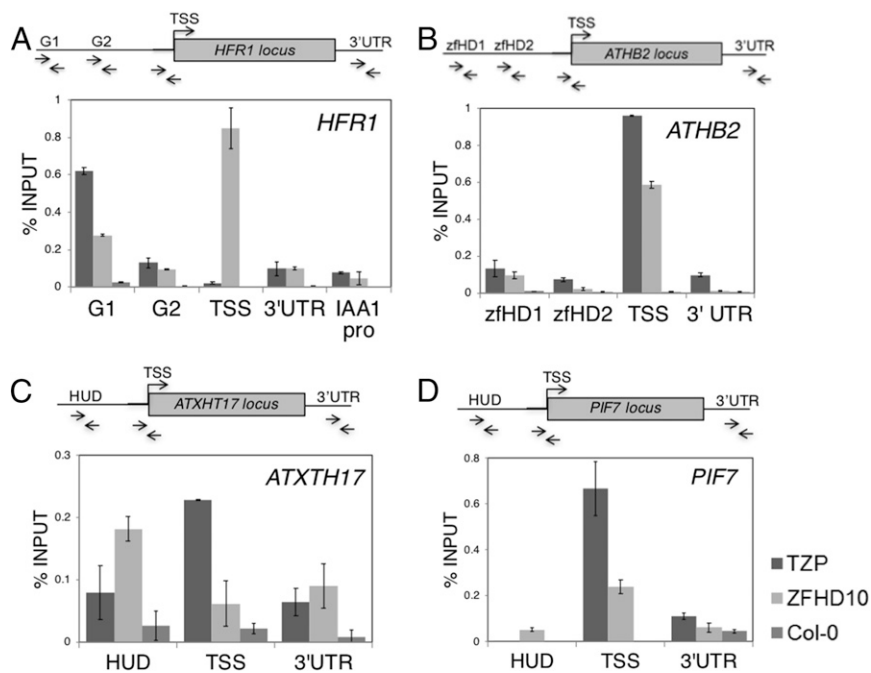 A
TSS
G1 G2 HFR1 locus 3'UTR
HFR1
% INPUT
1
0.8
0.6
0.4
0.2
0
G1 G2 TSS 3'UTR IAA1 pro
B
TSS
zfHD1 zfHD2 ATHB2 locus 3'UTR
ATHB2
% INPUT
1
0.8
0.6
0.4
0.2
0
zfHD1 zfHD2 TSS 3' UTR
C
TSS
HUD ATXHT17 locus 3'UTR
ATXTH17
% INPUT
0.3
0.2
0.1
0
HUD TSS 3'UTR
D
TSS
HUD PIF7 locus 3'UTR
PIF7
% INPUT
0.8
0.6
0.4
0.2
0
HUD TSS 3'UTR
TZP
ZFHD10
Col-0